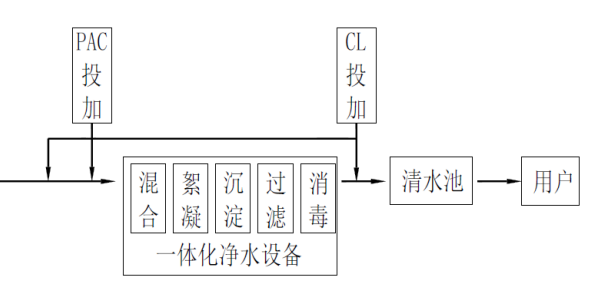 PAC
投
加
CL
投
加
混
合
絮
凝
沉
淀
过
滤
消
毒
一体化净水设备
清水池
用户